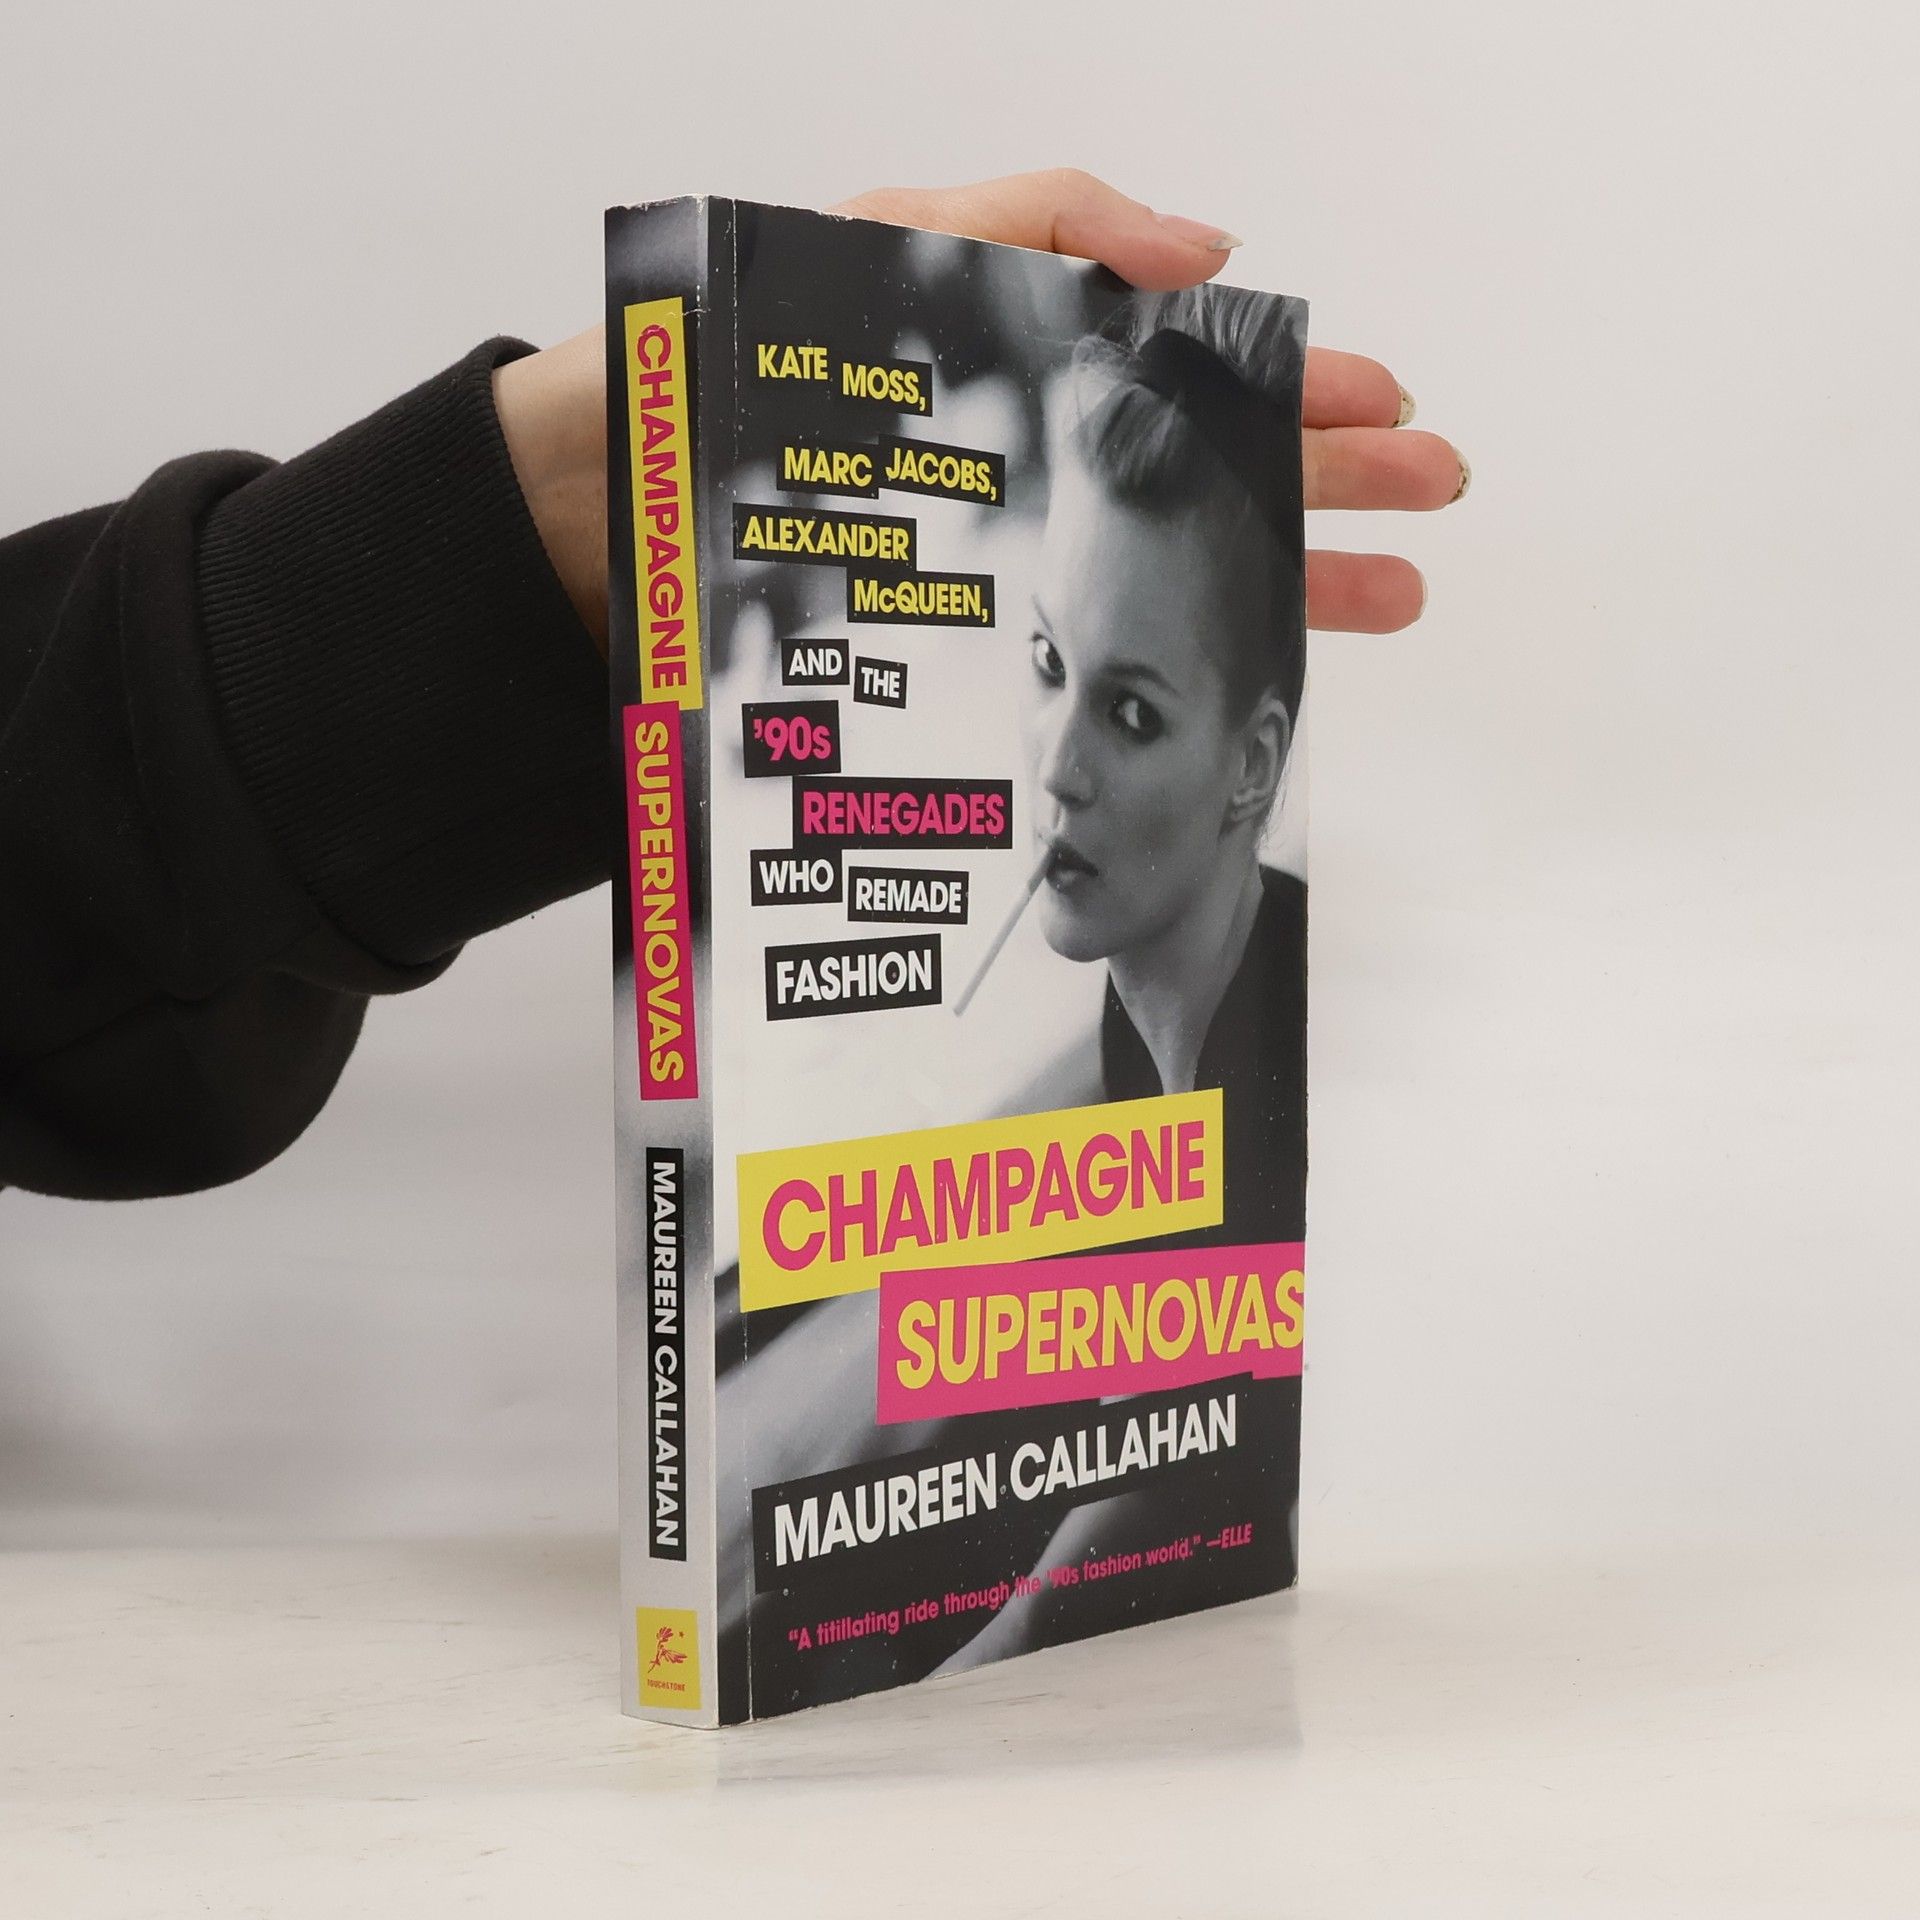 CHAMPAGNE SUPERNOVAS
MAUREEN CALLAHAN
TOUCHSTONE
KATE MOSS,
MARC JACOBS,
ALEXANDER
McQUEEN,
AND THE
'90s
RENEGADES
WHO REMADE
FASHION
CHAMPAGNE
SUPERNOVAS
MAUREEN CALLAHAN
“A titillating ride through the '90s fashion world.” —ELLE